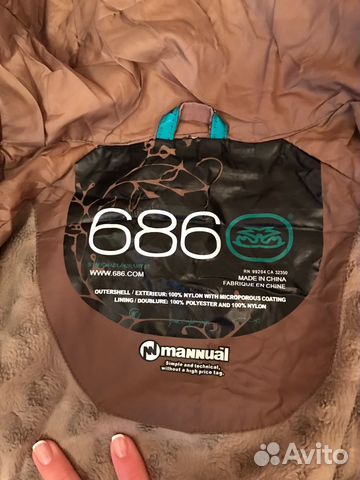 686
WWW.686.COM
RN 99204 CA 32350
MADE IN CHINA
FABRIQUE EN CHINE
OUTERSHELL / EXTERIEUR: 100% NYLON WITH MICROPOROUS COATING
LINING / DOUBLURE: 100% POLYESTER AND 100% NYLON
mannual
Simple and technical,
without a high price tag.
Avito